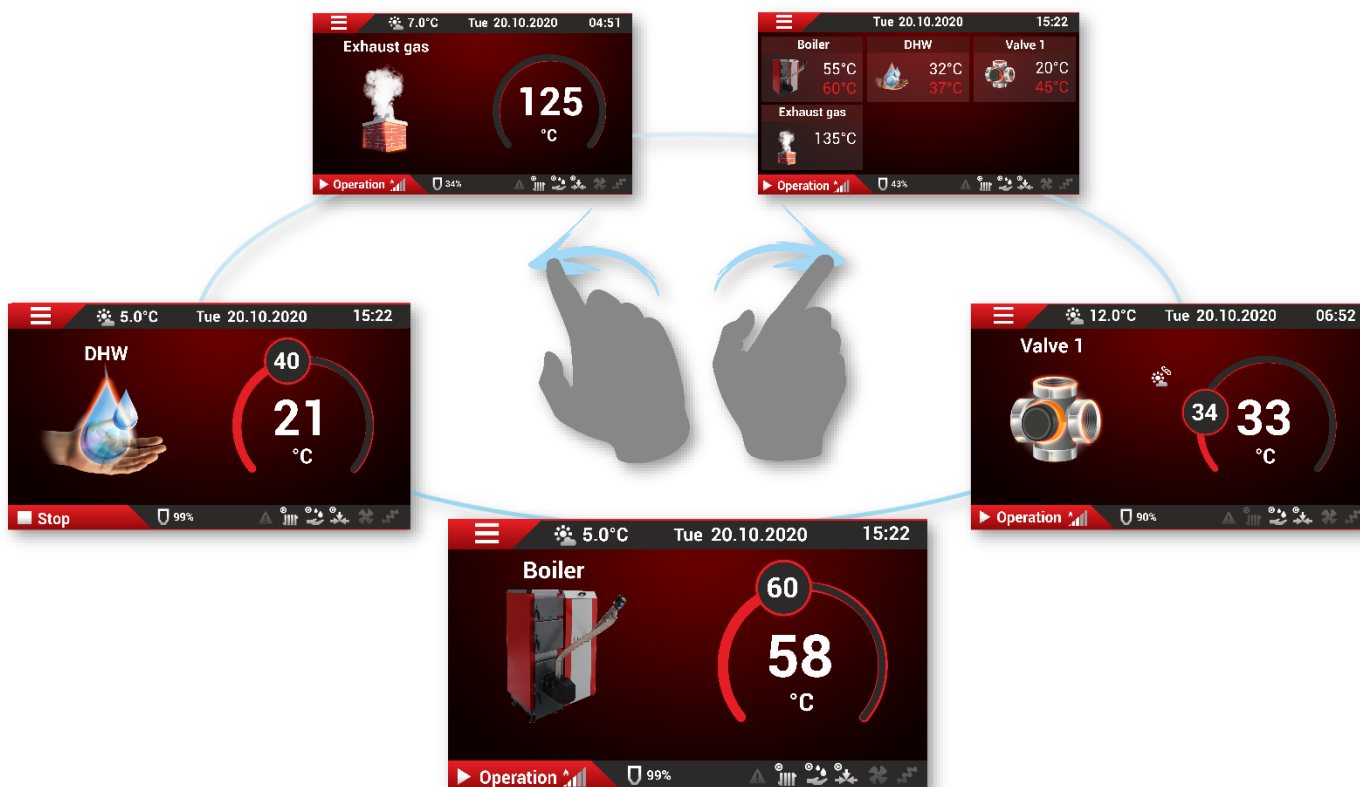 7.0°C Tue 20.10.2020 04:51
Exhaust gas
125
°C
Operation 34%
Tue 20.10.2020 15:22
Boiler DHW Valve 1
55°C 32°C 20°C
60°C 37°C 45°C
Exhaust gas
135°C
Operation 43%
5.0°C Tue 20.10.2020 15:22
DHW
40
21
°C
Stop 99%
12.0°C Tue 20.10.2020 06:52
Valve 1
34 33
°C
Operation 90%
5.0°C Tue 20.10.2020 15:22
Boiler
60
58
°C
Operation 99%